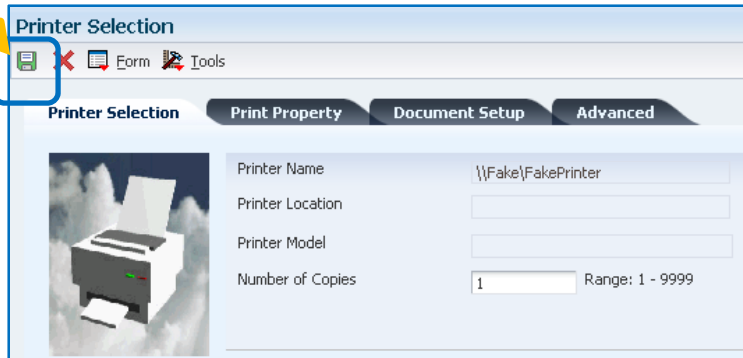 Printer Selection
Form Tools
Printer Selection Print Property Document Setup Advanced
Printer Name \\Fake\FakePrinter
Printer Location
Printer Model
Number of Copies 1 Range: 1 - 9999